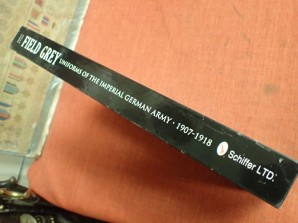 FIELD GREY UNIFORMS OF THE IMPERIAL GERMAN ARMY · 1907-1918 Schiffer LTD.